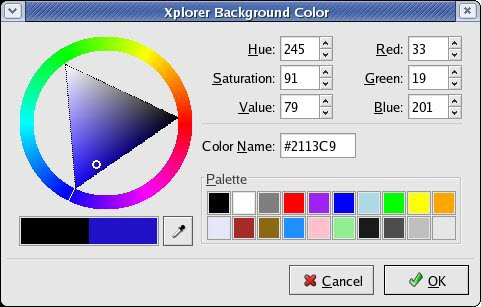 Xplorer Background Color
Hue: 245 Red: 33
Saturation: 91 Green: 19
Value: 79 Blue: 201
Color Name: #2113C9
Palette
Cancel OK